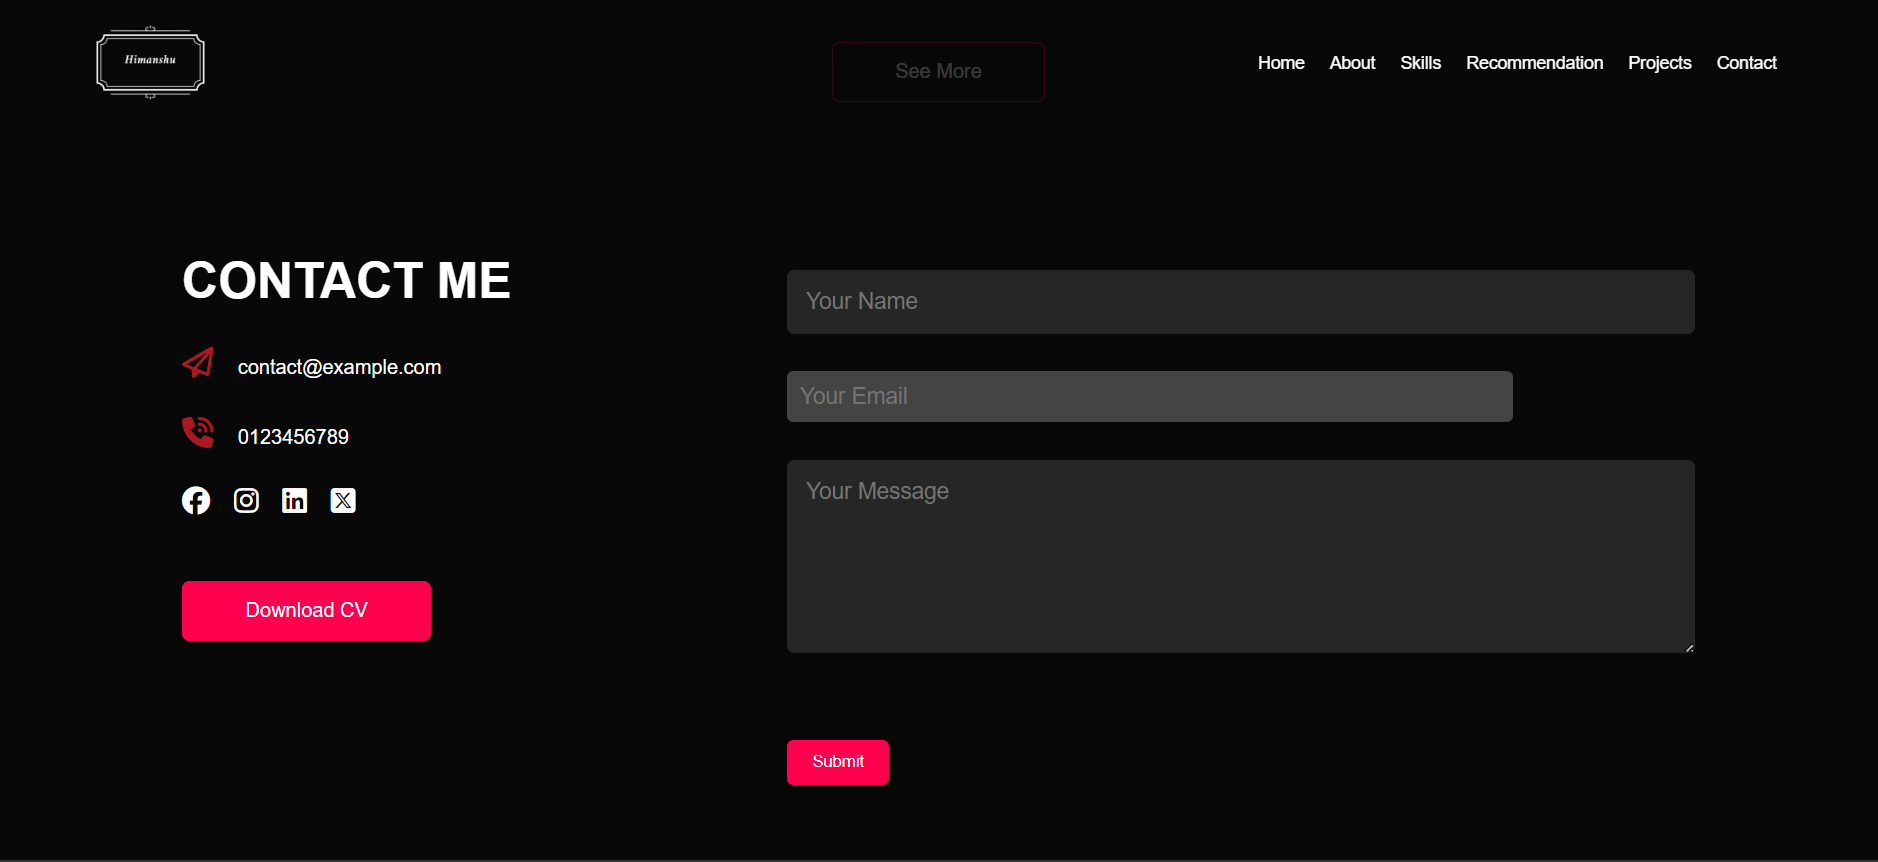 Himanshu
See More
Home About Skills Recommendation Projects Contact
CONTACT ME
contact@example.com
0123456789
Download CV
Your Name
Your Email
Your Message
Submit